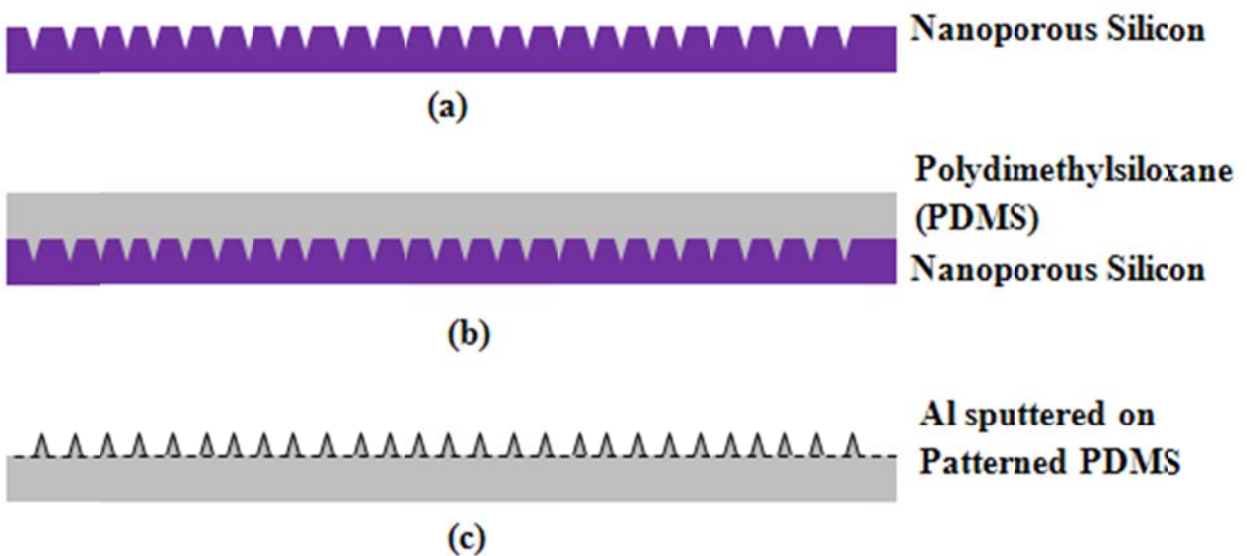 Nanoporous Silicon
(a)
Polydimethylsiloxane
(PDMS)
Nanoporous Silicon
(b)
Al sputtered on
Patterned PDMS
(c)